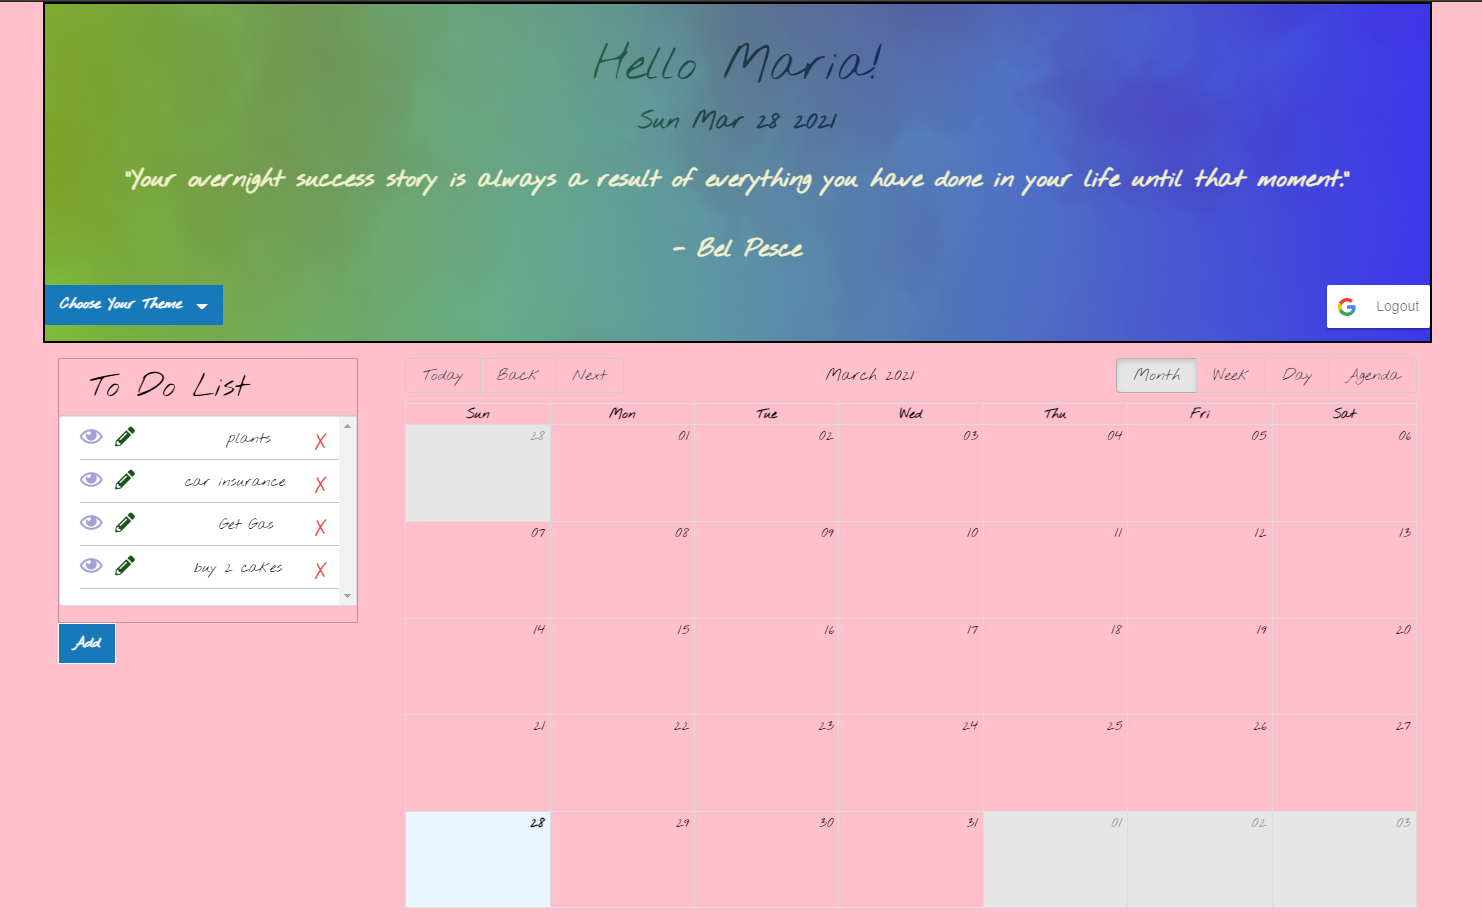 Hello Maria!
Sun Mar 28 2021
"Your overnight success story is always a result of everything you have done in your life until that moment."
- Bel Pesce
Choose Your Theme
Logout
To Do List
plants
X
car insurance
X
Get Gas
X
buy 2 cakes
X
Add
Today Back Next
March 2021
Month Week Day Agenda
Sun Mon Tue Wed Thu Fri Sat
28 01 02 03 04 05 06
07 08 09 10 11 12 13
14 15 16 17 18 19 20
21 22 23 24 25 26 27
28 29 30 31 01 02 03